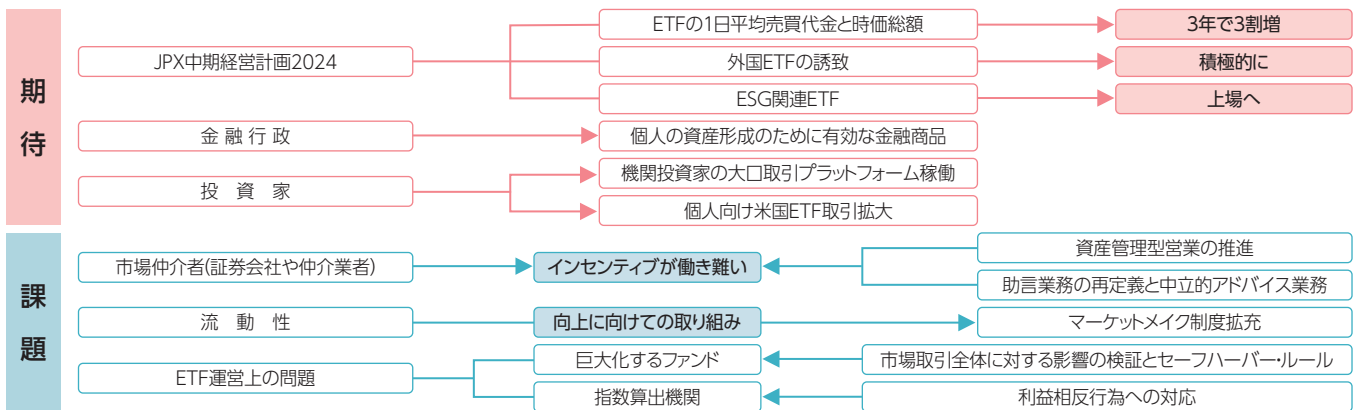 期待
JPX中期経営計画2024
ETFの1日平均売買代金と時価総額
3年で3割増
外国ETFの誘致
積極的に
ESG関連ETF
上場へ
金融行政
個人の資産形成のために有効な金融商品
投資家
機関投資家の大口取引プラットフォーム稼働
個人向け米国ETF取引拡大
課題
市場仲介者(証券会社や仲介業者)
インセンティブが働き難い
資産管理型営業の推進
助言業務の再定義と中立的アドバイス業務
流動性
向上に向けての取り組み
マーケットメイク制度拡充
ETF運営上の問題
巨大化するファンド
市場取引全体に対する影響の検証とセーフハーバー・ルール
指数算出機関
利益相反行為への対応